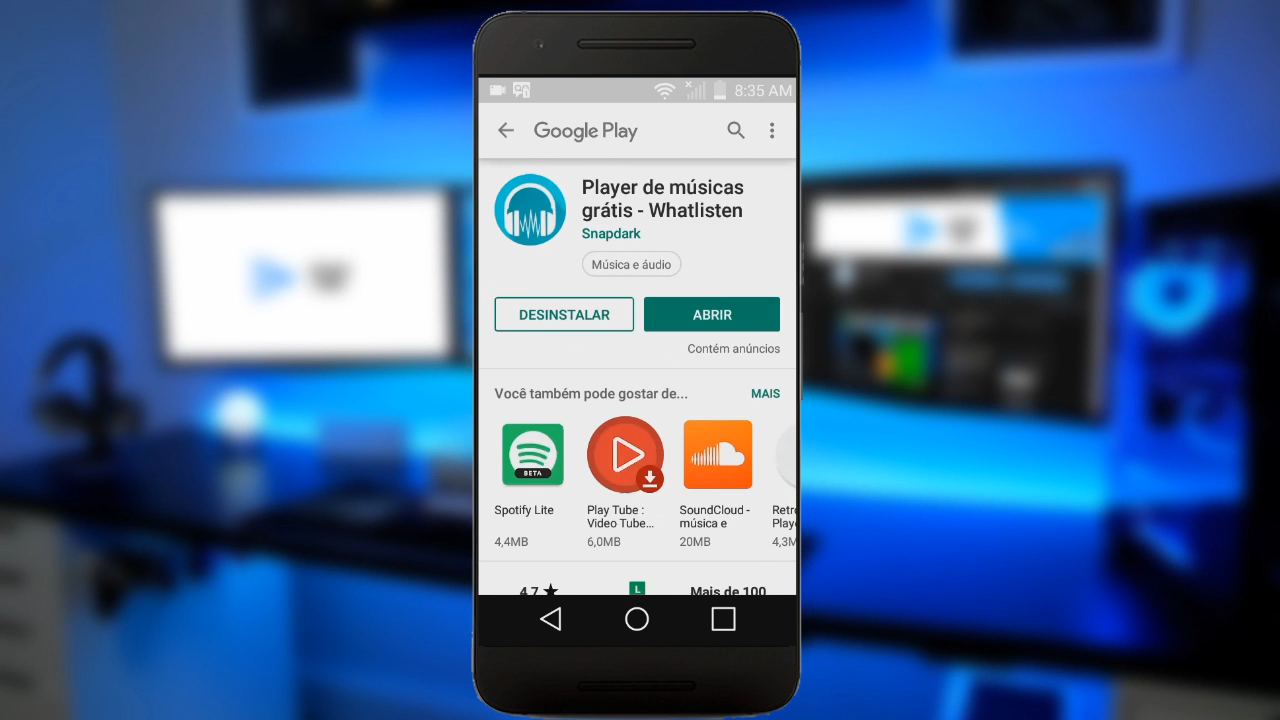 8:35 AM
Google Play
Player de músicas
grátis - Whatlisten
Snapdark
Música e áudio
DESINSTALAR
ABRIR
Contém anúncios
Você também pode gostar de...
MAIS
BETA
Spotify Lite
4,4MB
Play Tube :
Video Tube...
6,0MB
SoundCloud -
música e
20MB
Retr
Playe
4,3M
4,7 ★
L
Mais de 100